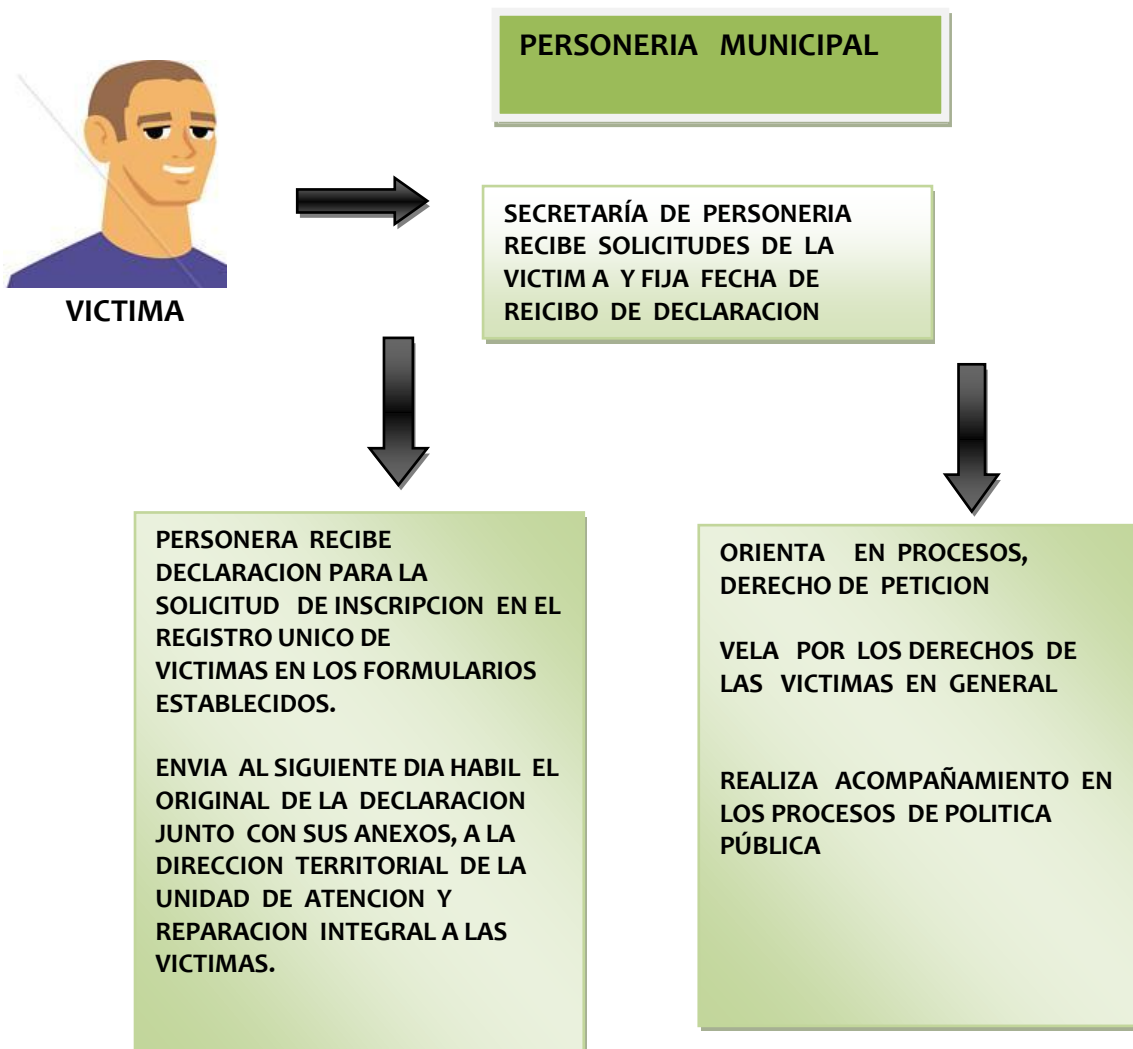 PERSONERIA MUNICIPAL
SECRETARÍA DE PERSONERIA
RECIBE SOLICITUDES DE LA
VICTIM A Y FIJA FECHA DE
REICIBO DE DECLARACION
VICTIMA
PERSONERA RECIBE
DECLARACION PARA LA
SOLICITUD DE INSCRIPCION EN EL
REGISTRO UNICO DE
VICTIMAS EN LOS FORMULARIOS
ESTABLECIDOS.
ENVIA AL SIGUIENTE DIA HABIL EL
ORIGINAL DE LA DECLARACION
JUNTO CON SUS ANEXOS, A LA
DIRECCION TERRITORIAL DE LA
UNIDAD DE ATENCION Y
REPARACION INTEGRAL A LAS
VICTIMAS.
ORIENTA EN PROCESOS,
DERECHO DE PETICION
VELA POR LOS DERECHOS DE
LAS VICTIMAS EN GENERAL
REALIZA ACOMPAÑAMIENTO EN
LOS PROCESOS DE POLITICA
PÚBLICA